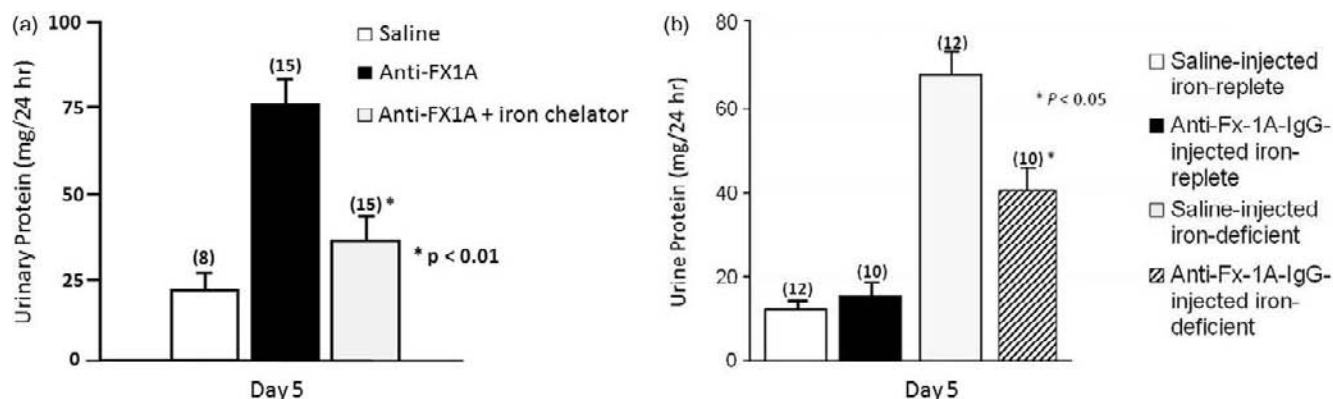 (a)
Urinary Protein (mg/24 hr)
100
75
50
25
0
(8)
(15)
(15) *
Saline
Anti-FX1A
Anti-FX1A + iron chelator
* p < 0.01
Day 5
(b)
Urine Protein (mg/24 hr)
80
60
40
20
0
(12)
(10)
(12)
(10) *
* P < 0.05
Saline-injected
iron-replete
Anti-Fx-1A-IgG-
injected iron-
replete
Saline-injected
iron-deficient
Anti-Fx-1A-IgG-
injected iron-
deficient
Day 5